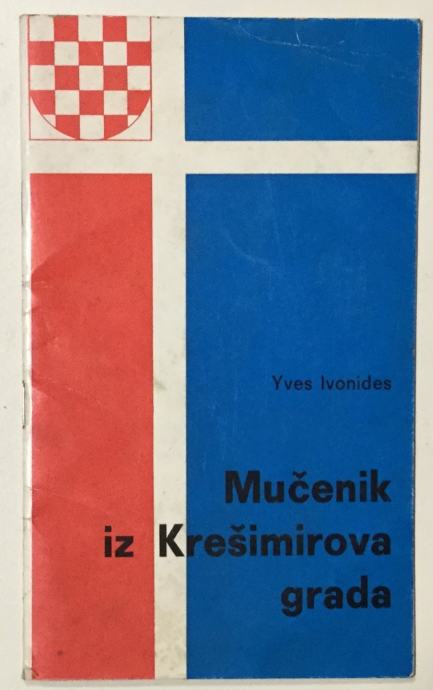 Yves Ivonides
Mučenik
iz Krešimirova
grada